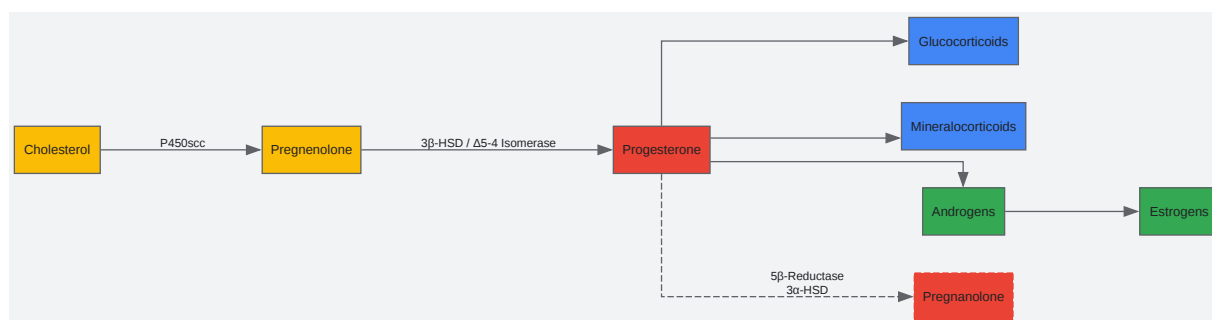 Glucocorticoids
Cholesterol
P450scc
Pregnenolone
3β-HSD / Δ5-4 Isomerase
Progesterone
Mineralocorticoids
Androgens
Estrogens
5β-Reductase
3α-HSD
Pregnanolone